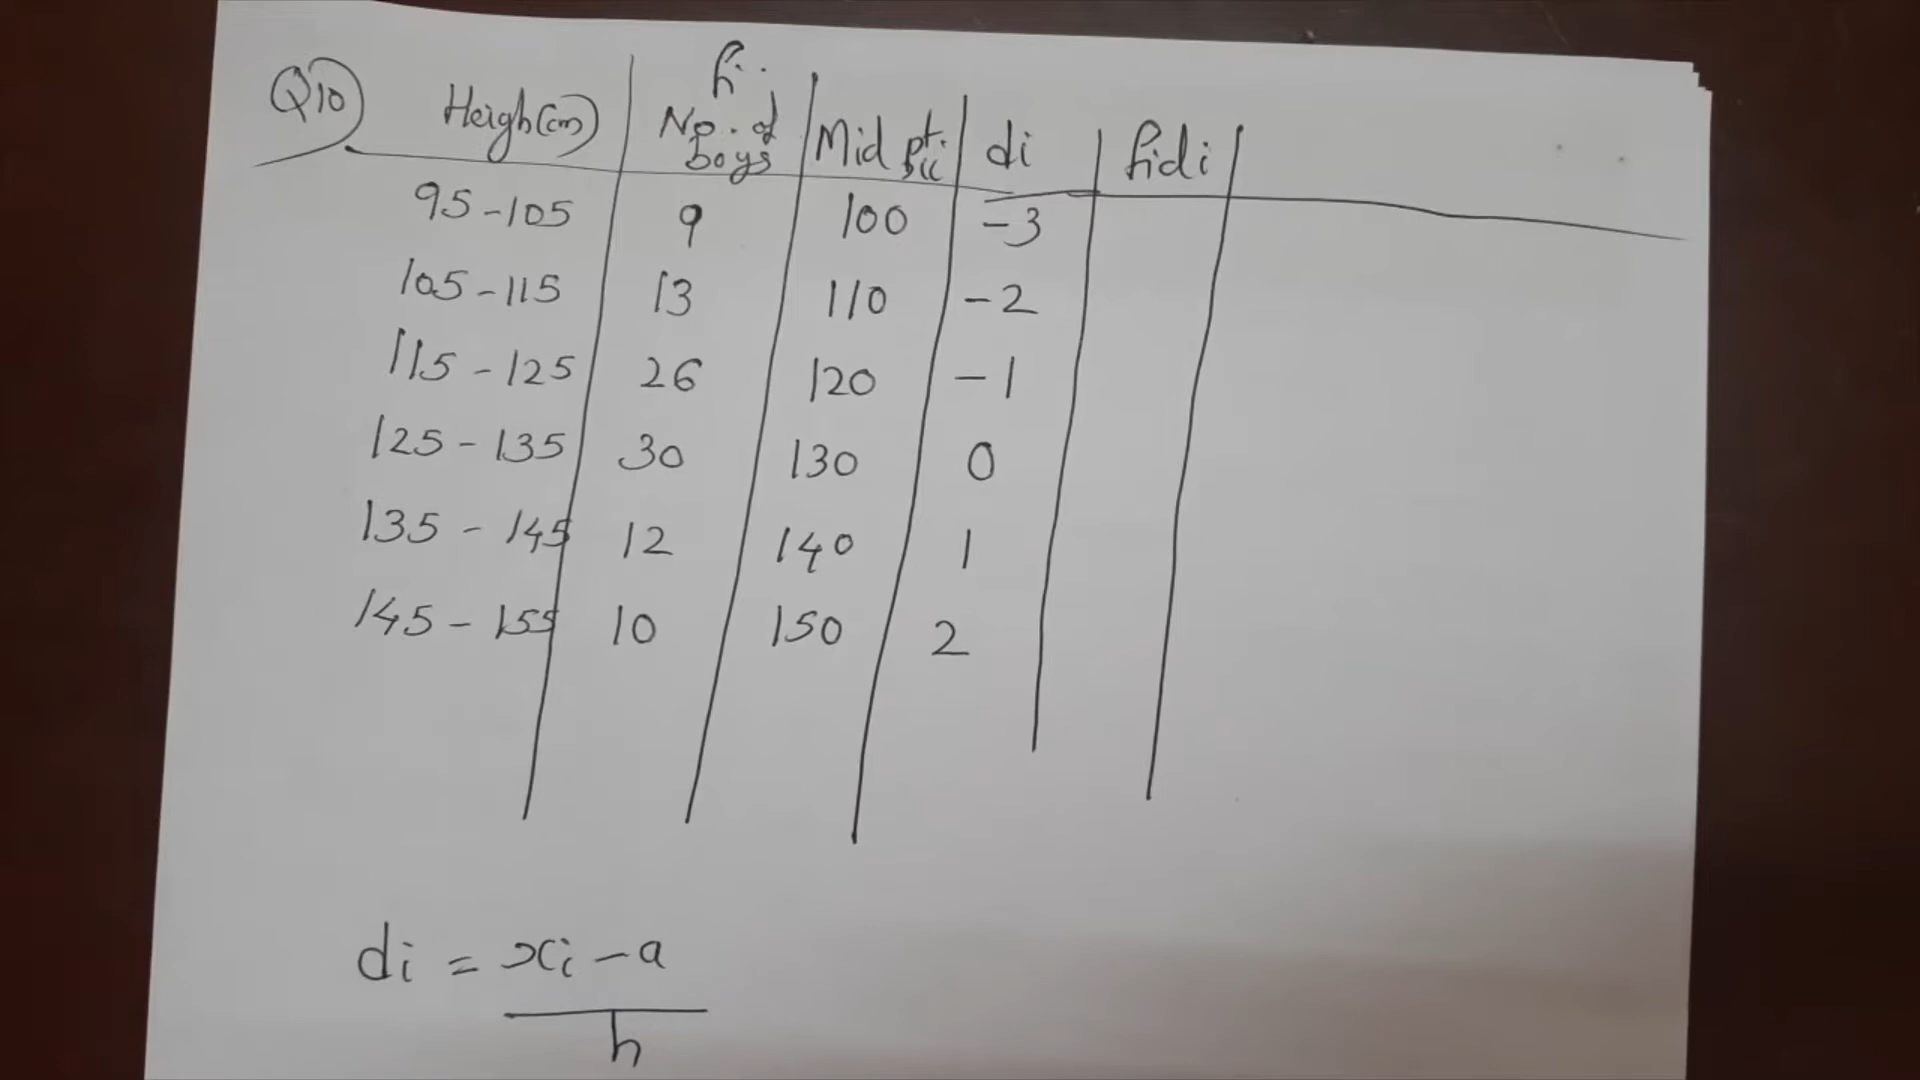 Q10 Heigh(cm) fi No. of boys Mid pt. xi di fidi
95-105 9 100 -3
105-115 13 110 -2
115-125 26 120 -1
125-135 30 130 0
135-145 12 140 1
145-155 10 150 2
di = xi - a
h